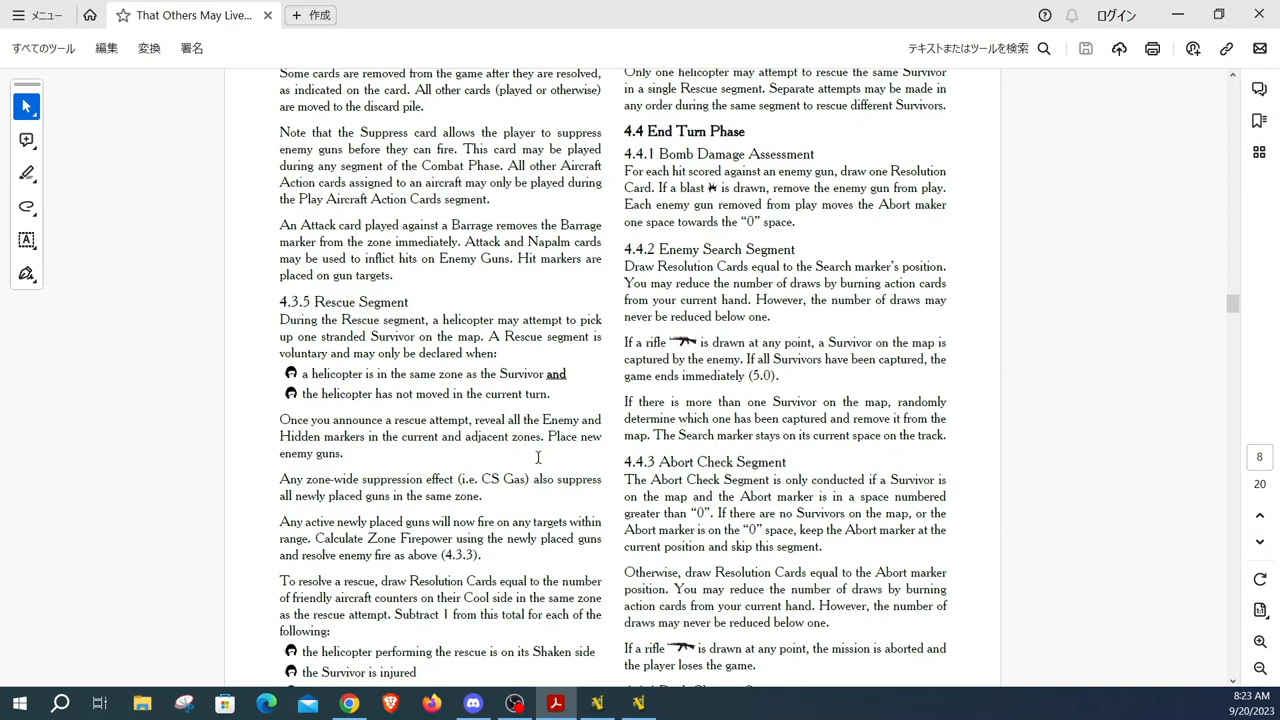 メニュー
That Others May Live...
作成
ログイン
すべてのツール
編集
変換
署名
テキストまたはツールを検索
Some cards are removed from the game after they are resolved,
as indicated on the card. All other cards (played or otherwise)
are moved to the discard pile.
Note that the Suppress card allows the player to suppress
enemy guns before they can fire. This card may be played
during any segment of the Combat Phase. All other Aircraft
Action cards assigned to an aircraft may only be played during
the Play Aircraft Action Cards segment.
An Attack card played against a Barrage removes the Barrage
marker from the zone immediately. Attack and Napalm cards
may be used to inflict hits on Enemy Guns. Hit markers are
placed on gun targets.
4.3.5 Rescue Segment
During the Rescue segment, a helicopter may attempt to pick
up one stranded Survivor on the map. A Rescue segment is
voluntary and may only be declared when:
a helicopter is in the same zone as the Survivor and
the helicopter has not moved in the current turn.
Once you announce a rescue attempt, reveal all the Enemy and
Hidden markers in the current and adjacent zones. Place new
enemy guns.
Any zone-wide suppression effect (i.e. CS Gas) also suppress
all newly placed guns in the same zone.
Any active newly placed guns will now fire on any targets within
range. Calculate Zone Firepower using the newly placed guns
and resolve enemy fire as above (4.3.3).
To resolve a rescue, draw Resolution Cards equal to the number
of friendly aircraft counters on their Cool side in the same zone
as the rescue attempt. Subtract 1 from this total for each of the
following:
the helicopter performing the rescue is on its Shaken side
the Survivor is injured
Only one helicopter may attempt to rescue the same Survivor
in a single Rescue segment. Separate attempts may be made in
any order during the same segment to rescue different Survivors.
4.4 End Turn Phase
4.4.1 Bomb Damage Assessment
For each hit scored against an enemy gun, draw one Resolution
Card. If a blast is drawn, remove the enemy gun from play.
Each enemy gun removed from play moves the Abort maker
one space towards the “0” space.
4.4.2 Enemy Search Segment
Draw Resolution Cards equal to the Search marker’s position.
You may reduce the number of draws by burning action cards
from your current hand. However, the number of draws may
never be reduced below one.
If a rifle is drawn at any point, a Survivor on the map is
captured by the enemy. If all Survivors have been captured, the
game ends immediately (5.0).
If there is more than one Survivor on the map, randomly
determine which one has been captured and remove it from the
map. The Search marker stays on its current space on the track.
4.4.3 Abort Check Segment
The Abort Check Segment is only conducted if a Survivor is
on the map and the Abort marker is in a space numbered
greater than “0”. If there are no Survivors on the map, or the
Abort marker is on the “0” space, keep the Abort marker at the
current position and skip this segment.
Otherwise, draw Resolution Cards equal to the Abort marker
position. You may reduce the number of draws by burning
action cards from your current hand. However, the number of
draws may never be reduced below one.
If a rifle is drawn at any point, the mission is aborted and
the player loses the game.
8
20
8:23 AM
9/20/2023